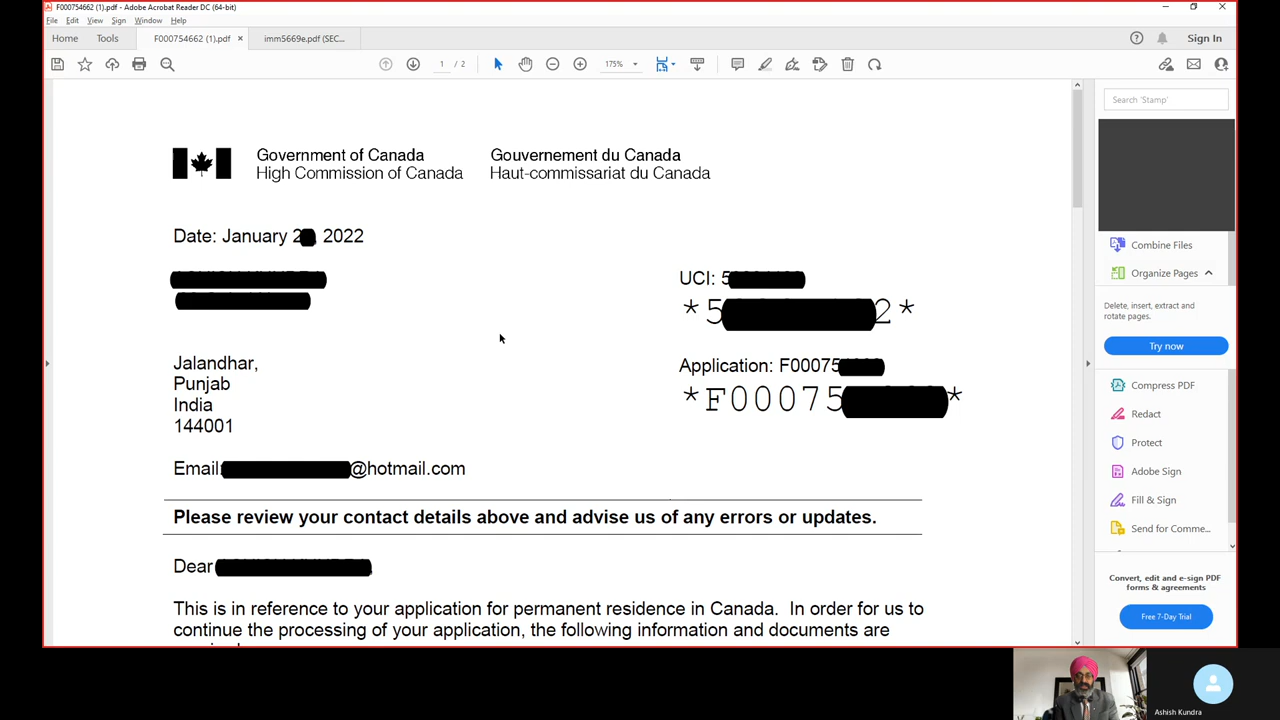 F000754662 (1).pdf - Adobe Acrobat Reader DC (64-bit)
File Edit View Sign Window Help
Home Tools F000754662 (1).pdf × imm5669e.pdf (SEC... Sign In
1 / 2 175%
Search 'Stamp'
Government of Canada Gouvernement du Canada
High Commission of Canada Haut-commissariat du Canada
Date: January 2 , 2022
UCI: 5
*5 2*
Application: F00075
*F00075 *
Jalandhar,
Punjab
India
144001
Email: @hotmail.com
Please review your contact details above and advise us of any errors or updates.
Dear
This is in reference to your application for permanent residence in Canada. In order for us to
continue the processing of your application, the following information and documents are
Combine Files
Organize Pages
Delete, insert, extract and
rotate pages.
Try now
Compress PDF
Redact
Protect
Adobe Sign
Fill & Sign
Send for Comme...
Convert, edit and e-sign PDF
forms & agreements
Free 7-Day Trial
Ashish Kundra